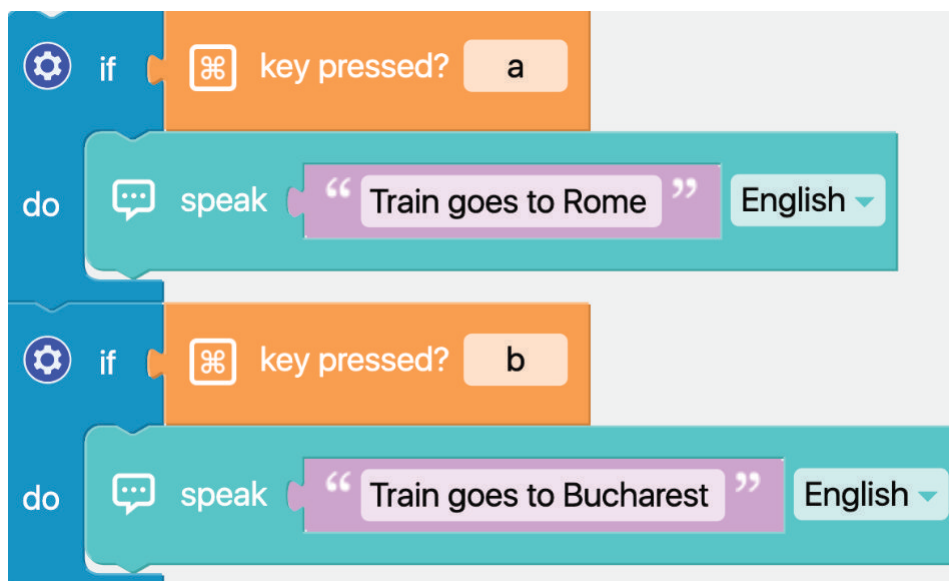 if ⌘ key pressed? a
do speak “ Train goes to Rome ” English
if ⌘ key pressed? b
do speak “ Train goes to Bucharest ” English